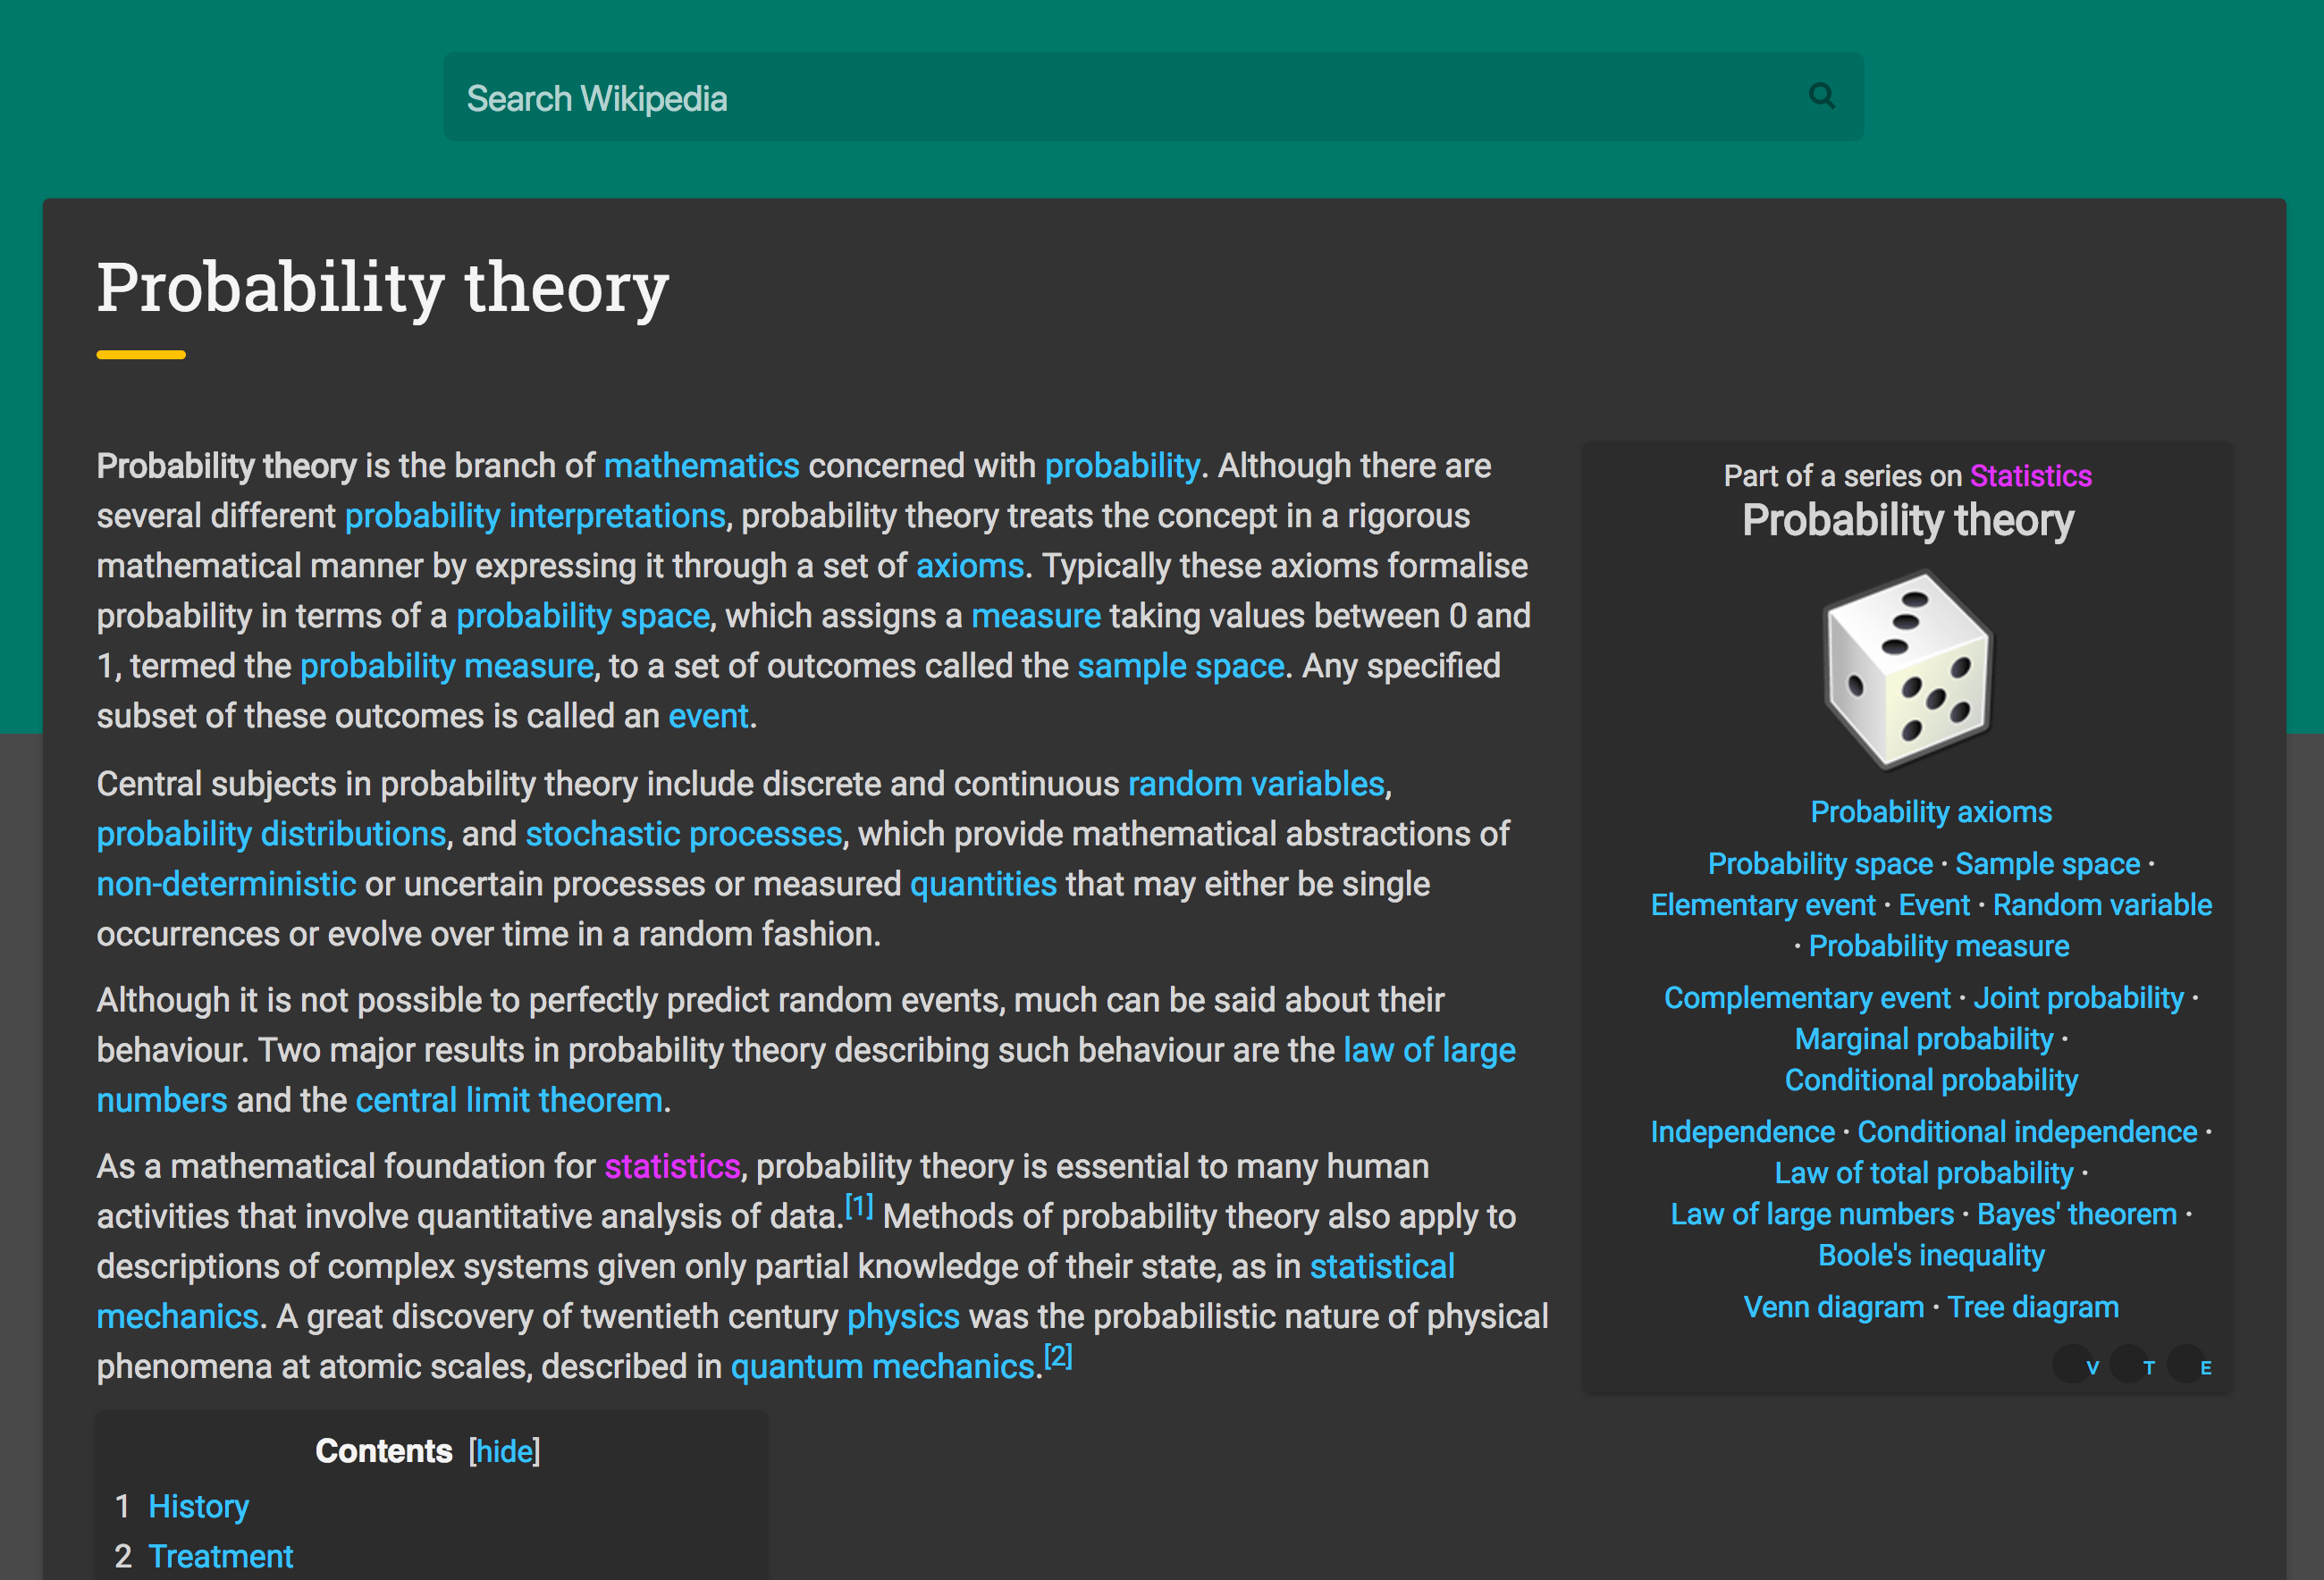 Search Wikipedia
Probability theory
Probability theory is the branch of mathematics concerned with probability. Although there are
several different probability interpretations, probability theory treats the concept in a rigorous
mathematical manner by expressing it through a set of axioms. Typically these axioms formalise
probability in terms of a probability space, which assigns a measure taking values between 0 and
1, termed the probability measure, to a set of outcomes called the sample space. Any specified
subset of these outcomes is called an event.
Central subjects in probability theory include discrete and continuous random variables,
probability distributions, and stochastic processes, which provide mathematical abstractions of
non-deterministic or uncertain processes or measured quantities that may either be single
occurrences or evolve over time in a random fashion.
Although it is not possible to perfectly predict random events, much can be said about their
behaviour. Two major results in probability theory describing such behaviour are the law of large
numbers and the central limit theorem.
As a mathematical foundation for statistics, probability theory is essential to many human
activities that involve quantitative analysis of data.[1] Methods of probability theory also apply to
descriptions of complex systems given only partial knowledge of their state, as in statistical
mechanics. A great discovery of twentieth century physics was the probabilistic nature of physical
phenomena at atomic scales, described in quantum mechanics.[2]
Part of a series on Statistics
Probability theory
Probability axioms
Probability space · Sample space ·
Elementary event · Event · Random variable
· Probability measure
Complementary event · Joint probability ·
Marginal probability ·
Conditional probability
Independence · Conditional independence ·
Law of total probability ·
Law of large numbers · Bayes' theorem ·
Boole's inequality
Venn diagram · Tree diagram
V T E
Contents [hide]
1 History
2 Treatment